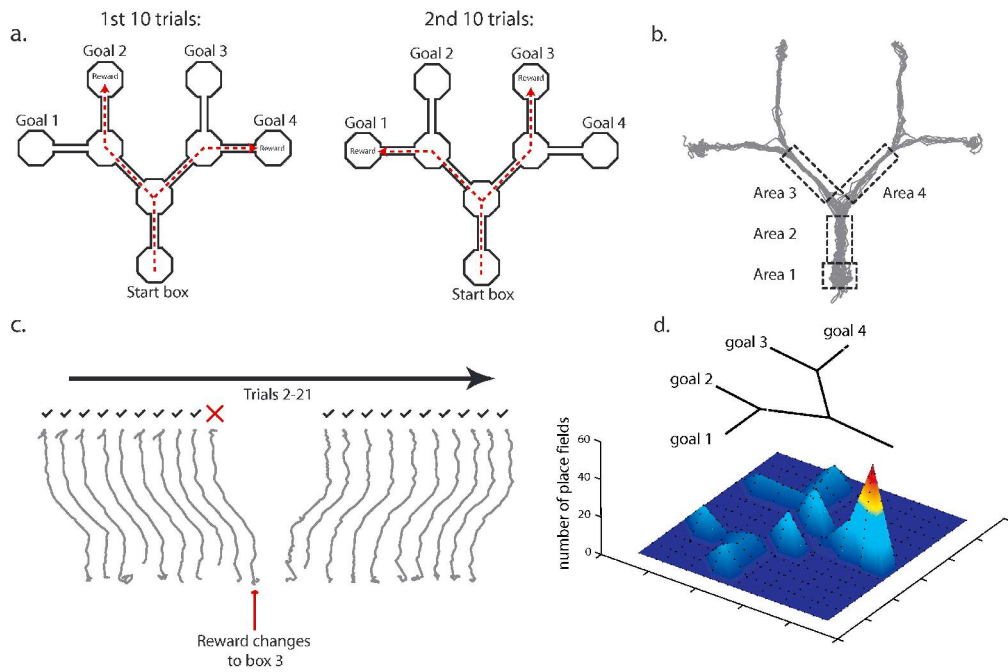 a.
1st 10 trials:
Goal 2
Goal 3
Reward
Goal 1
Goal 4
Reward
Start box
2nd 10 trials:
Goal 2
Goal 3
Reward
Goal 1
Goal 4
Reward
Start box
b.
Area 3
Area 4
Area 2
Area 1
c.
Trials 2-21
Reward changes
to box 3
d.
goal 4
goal 3
goal 2
goal 1
number of place fields
60
40
20
0